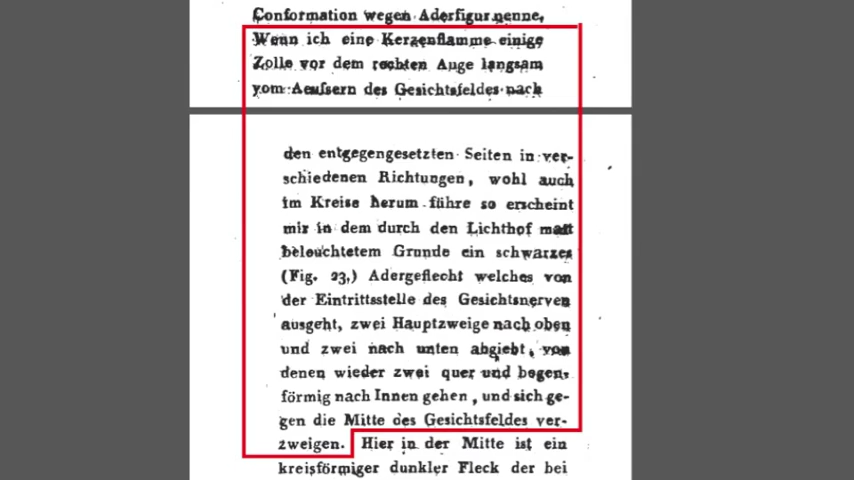 Conformation wegen Aderfigur nenne,
Wenn ich eine Kerzenflamme einige
Zolle vor dem rechten Auge langsam
vom Aeuſsern des Gesichtsfeldes nach
den entgegengesetzten Seiten in ver-
schiedenen Richtungen, wohl auch
im Kreise herum führe so erscheint
mir in dem durch den Lichthof matt
beleuchtetem Grunde ein schwarzes
(Fig. 23,) Adergeflecht welches von
der Eintrittsstelle des Gesichtsnerven
ausgeht, zwei Hauptzweige nach oben
und zwei nach unten abgiebt, von
denen wieder zwei quer und bogen-
förmig nach Innen gehen, und sich ge-
gen die Mitte des Gesichtsfeldes ver-
zweigen. Hier in der Mitte ist ein
kreisförmiger dunkler Fleck der bei